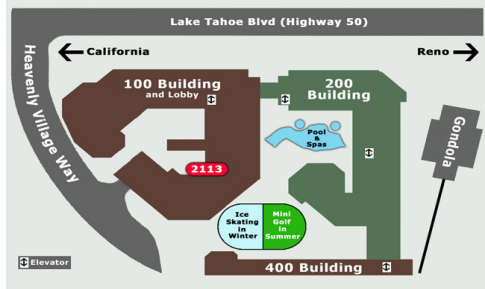 Lake Tahoe Blvd (Highway 50)
California
Reno
Heavenly Village Way
100 Building
and Lobby
200
Building
Pool
&
Spas
Gondola
2113
Ice
Skating
in
Winter
Mini
Golf
in
Summer
Elevator
400 Building